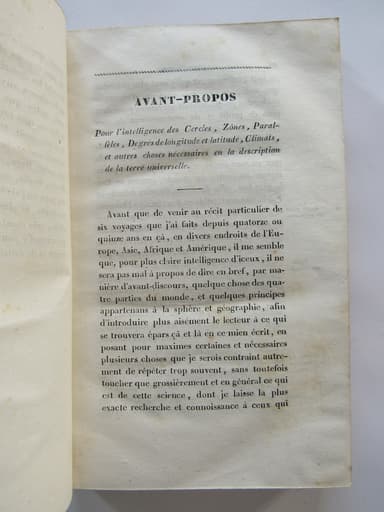 AVANT-PROPOS
Pour l'intelligence des Cercles, Zônes, Paral-
lèles, Degrés de longitude et latitude, Climats,
et autres choses nécessaires en la description
de la terre universelle.
Avant que de venir au récit particulier de
six voyages que j'ai faits depuis quatorze ou
quinze ans en çà, en divers endroits de l'Eu-
rope, Asie, Afrique et Amérique, il me semble
que, pour plus claire intelligence d'iceux, il ne
sera pas mal à propos de dire en bref, par ma-
nière d'avant-discours, quelque chose des qua-
tre parties du monde, et quelques principes
appartenans à la sphère et géographie, afin
d'introduire plus aisément le lecteur à ce qui
se trouvera épars çà et là en ce mien écrit, en
posant pour maximes certaines et nécessaires
plusieurs choses que je serois contraint autre-
ment de répéter trop souvent, sans toutefois
toucher que grossièrement et en général ce qui
est de cette science, dont je laisse la plus
exacte recherche et connoissance à ceux qui